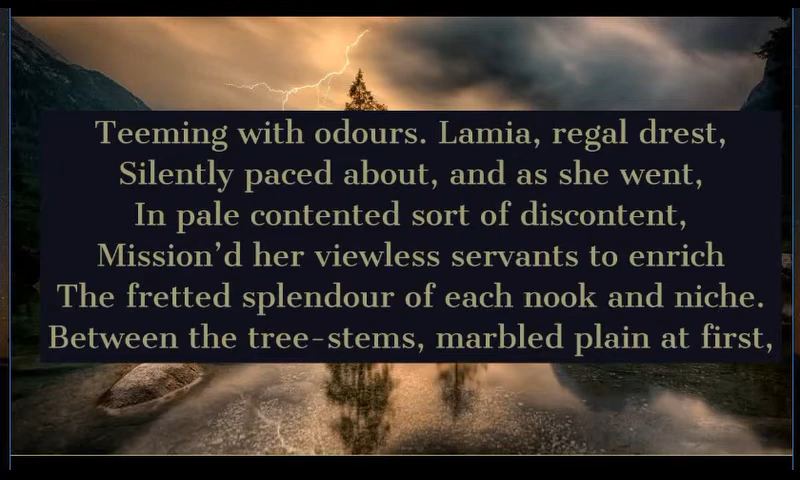 Teeming with odours. Lamia, regal drest,
Silently paced about, and as she went,
In pale contented sort of discontent,
Mission’d her viewless servants to enrich
The fretted splendour of each nook and niche.
Between the tree-stems, marbled plain at first,